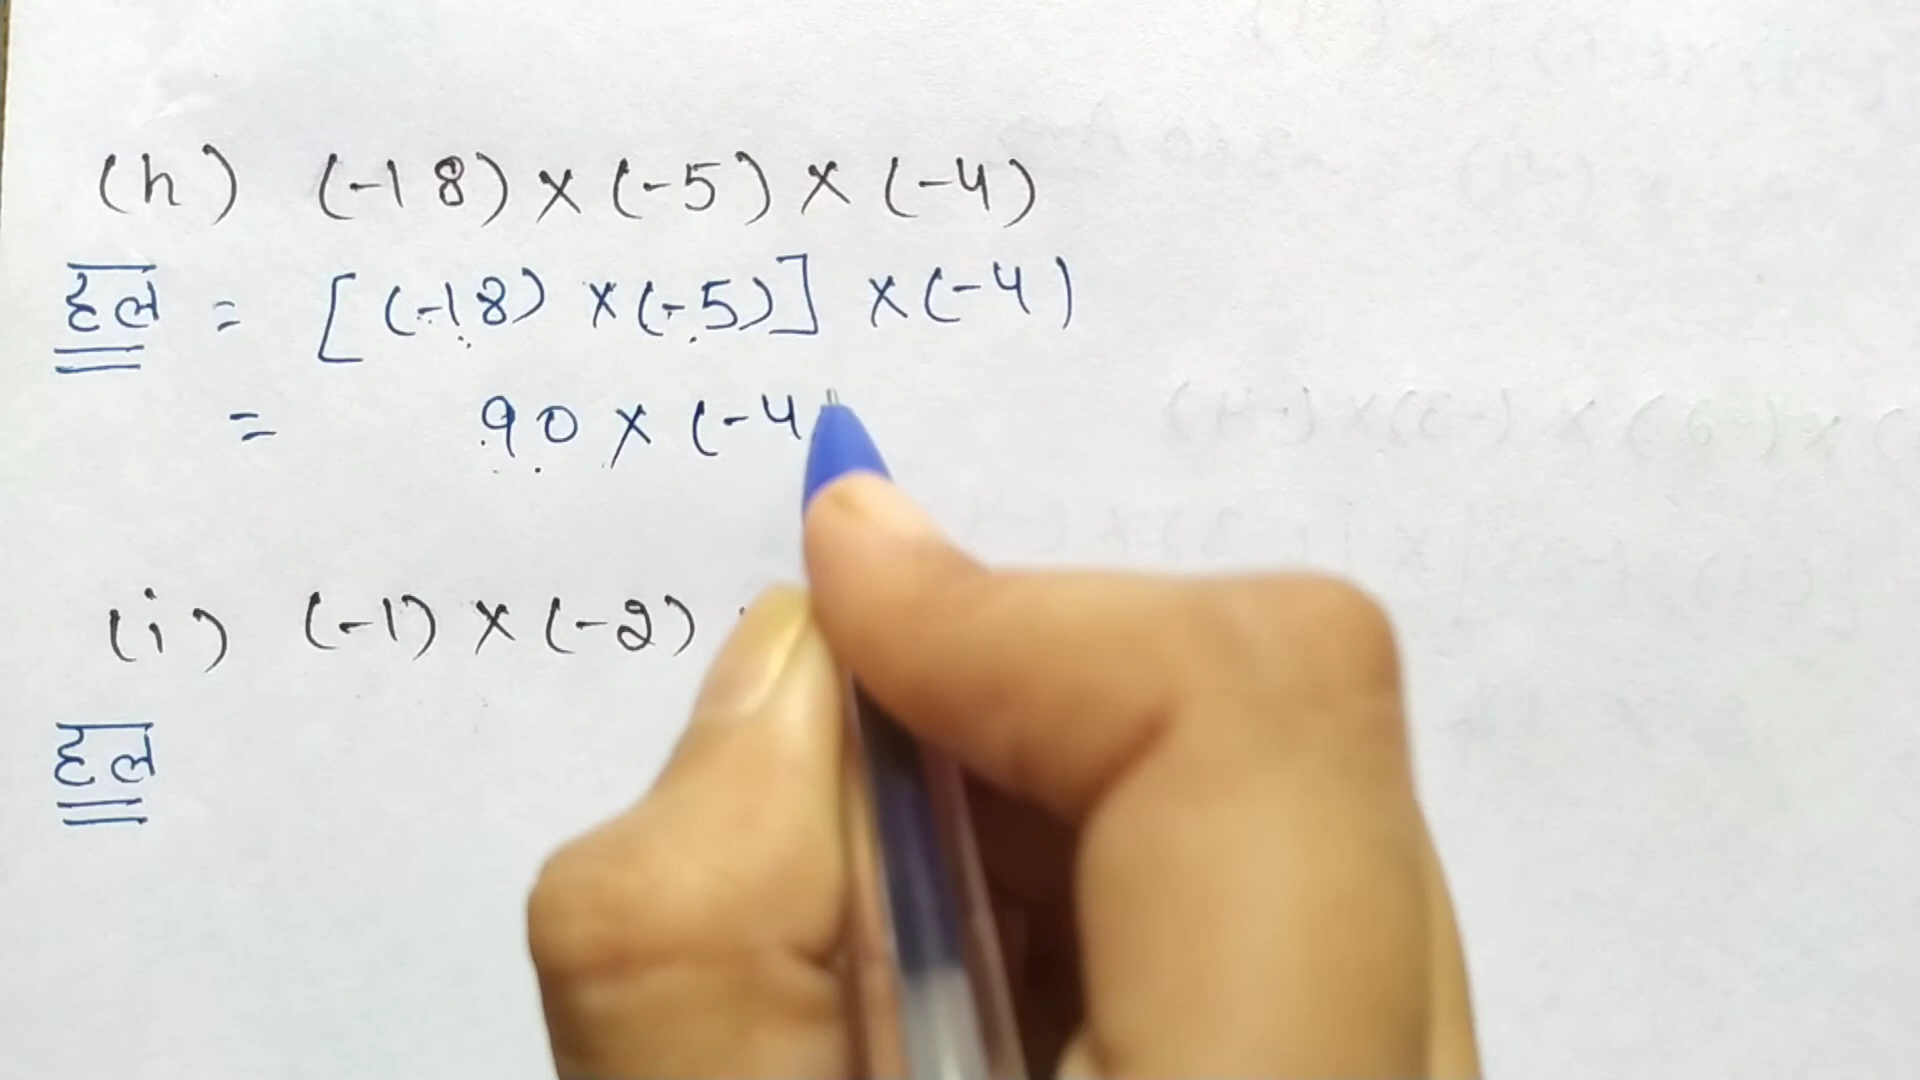 (h) (-18) × (-5) × (-4)
हल = [(-18) × (-5)] × (-4)
= 90 × (-4
(i) (-1) × (-2)
हल